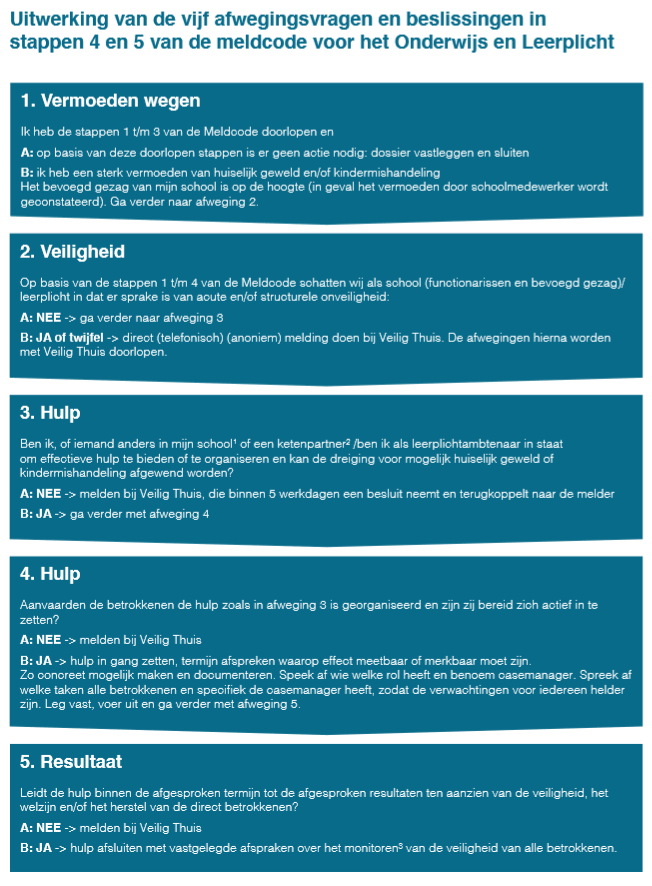 Uitwerking van de vijf afwegingsvragen en beslissingen in
stappen 4 en 5 van de meldcode voor het Onderwijs en Leerplicht
1. Vermoeden wegen
Ik heb de stappen 1 t/m 3 van de Meldcode doorlopen en
A: op basis van deze doorlopen stappen is er geen actie nodig: dossier vastleggen en sluiten
B: ik heb een sterk vermoeden van huiselijk geweld en/of kindermishandeling
Het bevoegd gezag van mijn school is op de hoogte (in geval het vermoeden door schoolmedewerker wordt
geconstateerd). Ga verder naar afweging 2.
2. Veiligheid
Op basis van de stappen 1 t/m 4 van de Meldcode schatten wij als school (functionarissen en bevoegd gezag)/
leerplicht in dat er sprake is van acute en/of structurele onveiligheid:
A: NEE -> ga verder naar afweging 3
B: JA of twijfel -> direct (telefonisch) (anoniem) melding doen bij Veilig Thuis. De afwegingen hierna worden
met Veilig Thuis doorlopen.
3. Hulp
Ben ik, of iemand anders in mijn school¹ of een ketenpartner² /ben ik als leerplichtambtenaar in staat
om effectieve hulp te bieden of te organiseren en kan de dreiging voor mogelijk huiselijk geweld of
kindermishandeling afgewend worden?
A: NEE -> melden bij Veilig Thuis, die binnen 5 werkdagen een besluit neemt en terugkoppelt naar de melder
B: JA -> ga verder met afweging 4
4. Hulp
Aanvaarden de betrokkenen de hulp zoals in afweging 3 is georganiseerd en zijn zij bereid zich actief in te
zetten?
A: NEE -> melden bij Veilig Thuis
B: JA -> hulp in gang zetten, termijn afspreken waarop effect meetbaar of merkbaar moet zijn.
Zo concreet mogelijk maken en documenteren. Speek af wie welke rol heeft en benoem casemanager. Spreek af
welke taken alle betrokkenen en specifiek de casemanager heeft, zodat de verwachtingen voor iedereen helder
zijn. Leg vast, voer uit en ga verder met afweging 5.
5. Resultaat
Leidt de hulp binnen de afgesproken termijn tot de afgesproken resultaten ten aanzien van de veiligheid, het
welzijn en/of het herstel van de direct betrokkenen?
A: NEE -> melden bij Veilig Thuis
B: JA -> hulp afsluiten met vastgelegde afspraken over het monitoren³ van de veiligheid van alle betrokkenen.